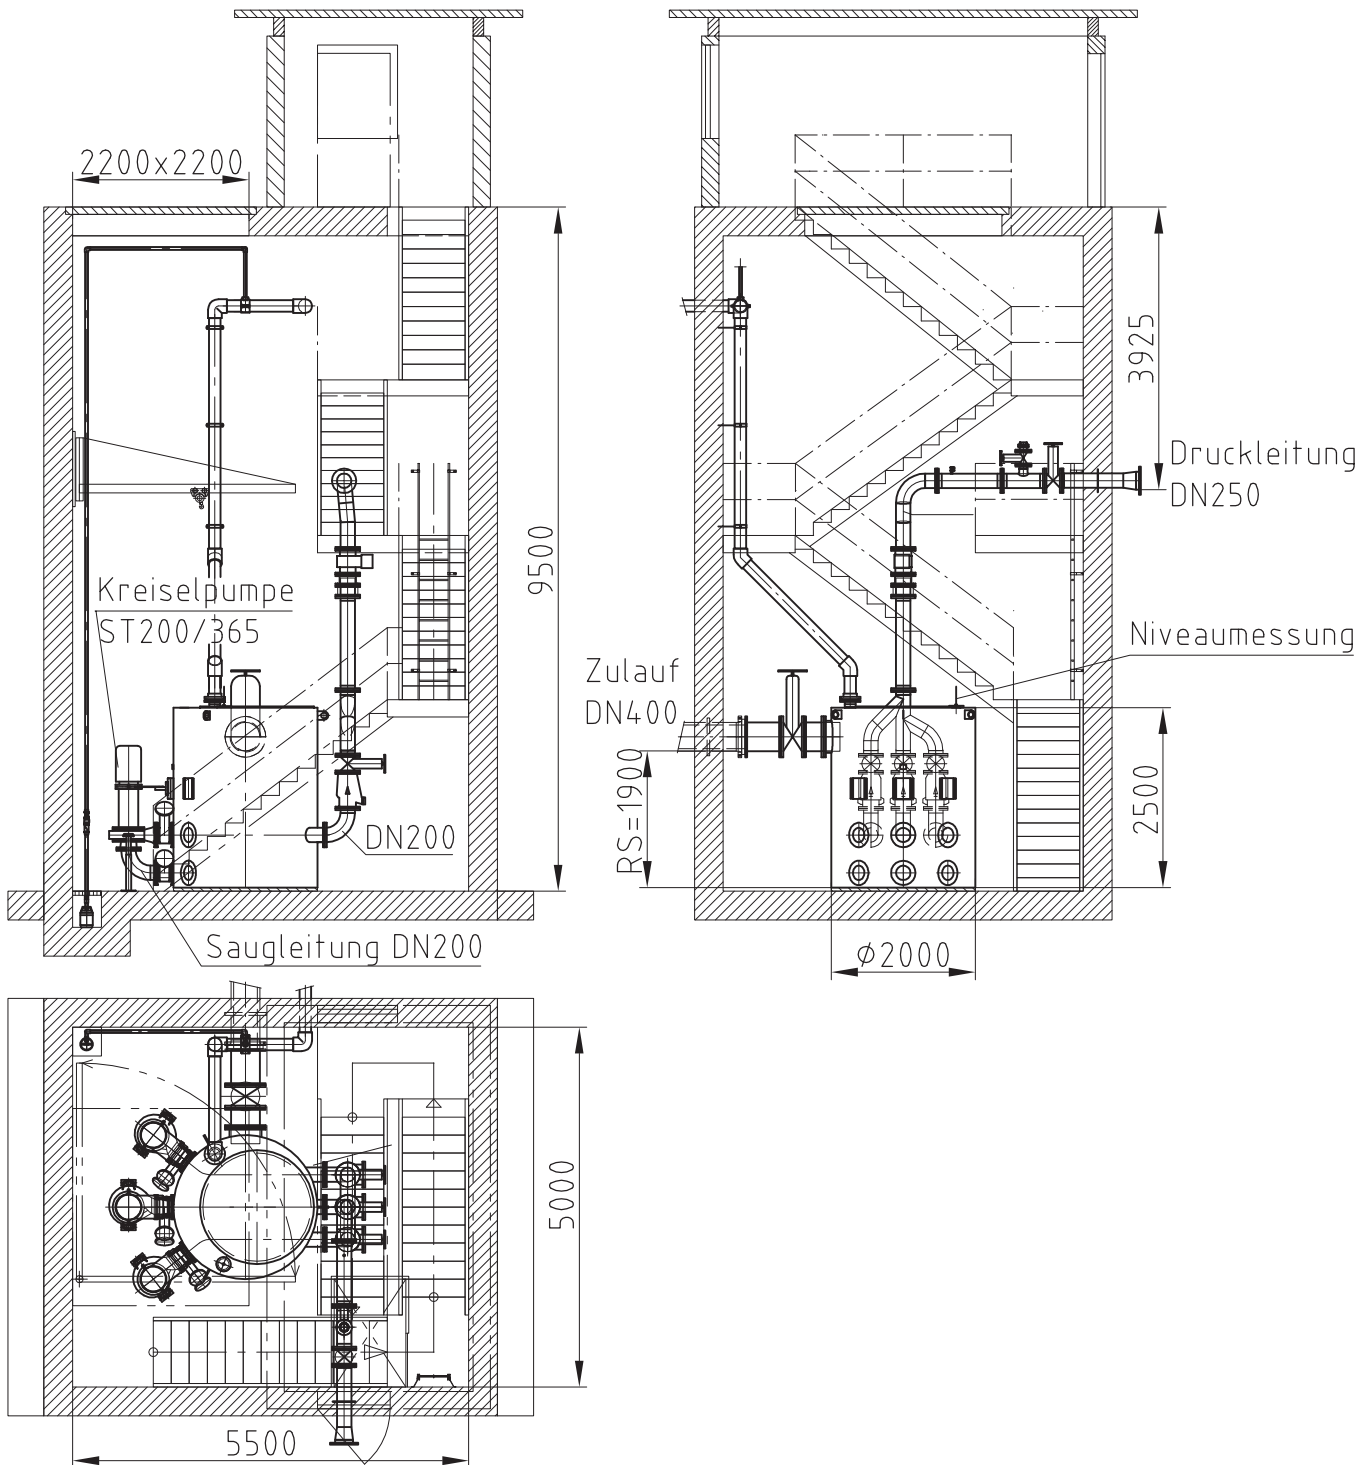 2200x2200
9500
Kreiselpumpe
ST200/365
DN200
Saugleitung DN200
3925
Druckleitung
DN250
Niveaumessung
Zulauf
DN400
RS=1900
2500
ϕ2000
5000
5500